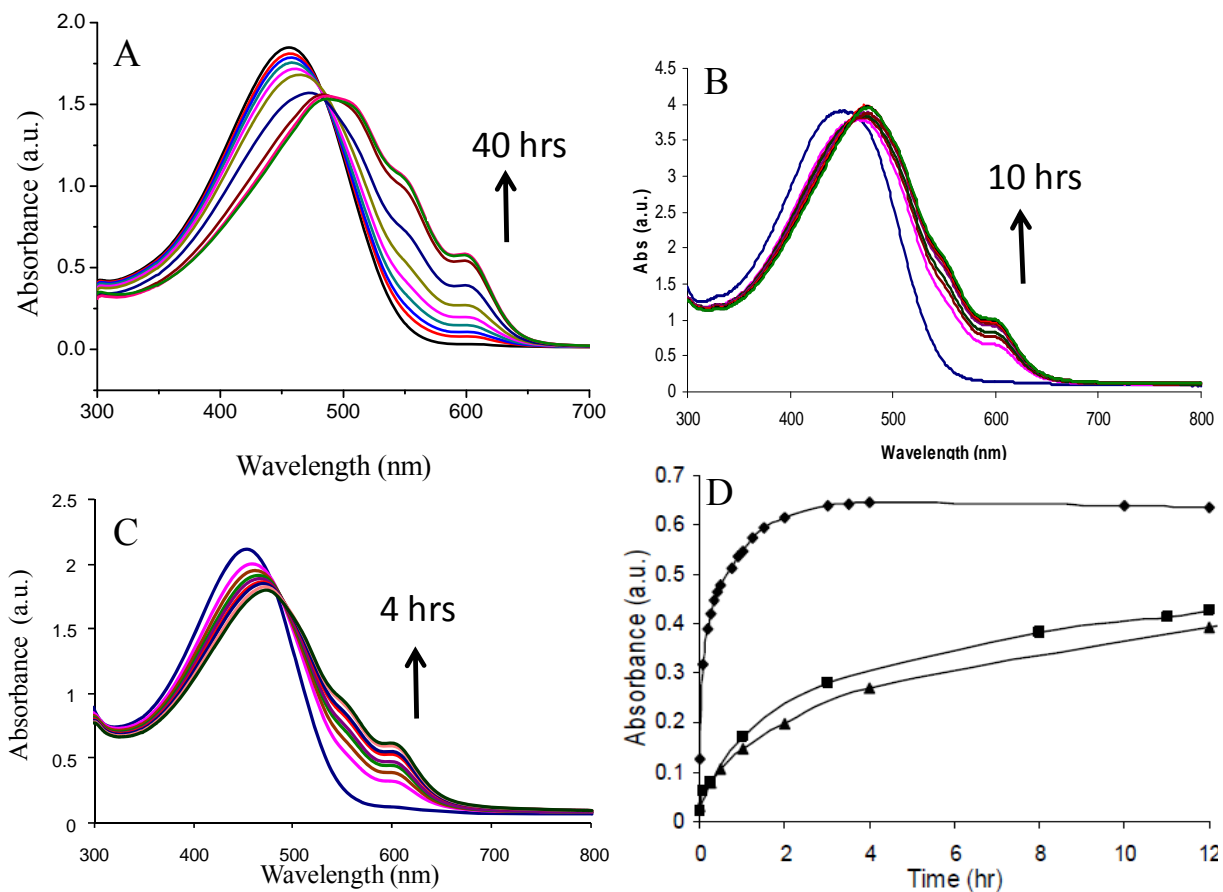 A
40 hrs
Absorbance (a.u.)
2.0
1.5
1.0
0.5
0.0
300 400 500 600 700
Wavelength (nm)
B
10 hrs
Abs (a.u.)
4.5
4
3.5
3
2.5
2
1.5
1
0.5
0
300 400 500 600 700 800
Wavelength (nm)
C
4 hrs
Absorbance (a.u.)
2.5
2
1.5
1
0.5
0
300 400 500 600 700 800
Wavelength (nm)
D
Absorbance (a.u.)
0.7
0.6
0.5
0.4
0.3
0.2
0.1
0
0 2 4 6 8 10 12
Time (hr)